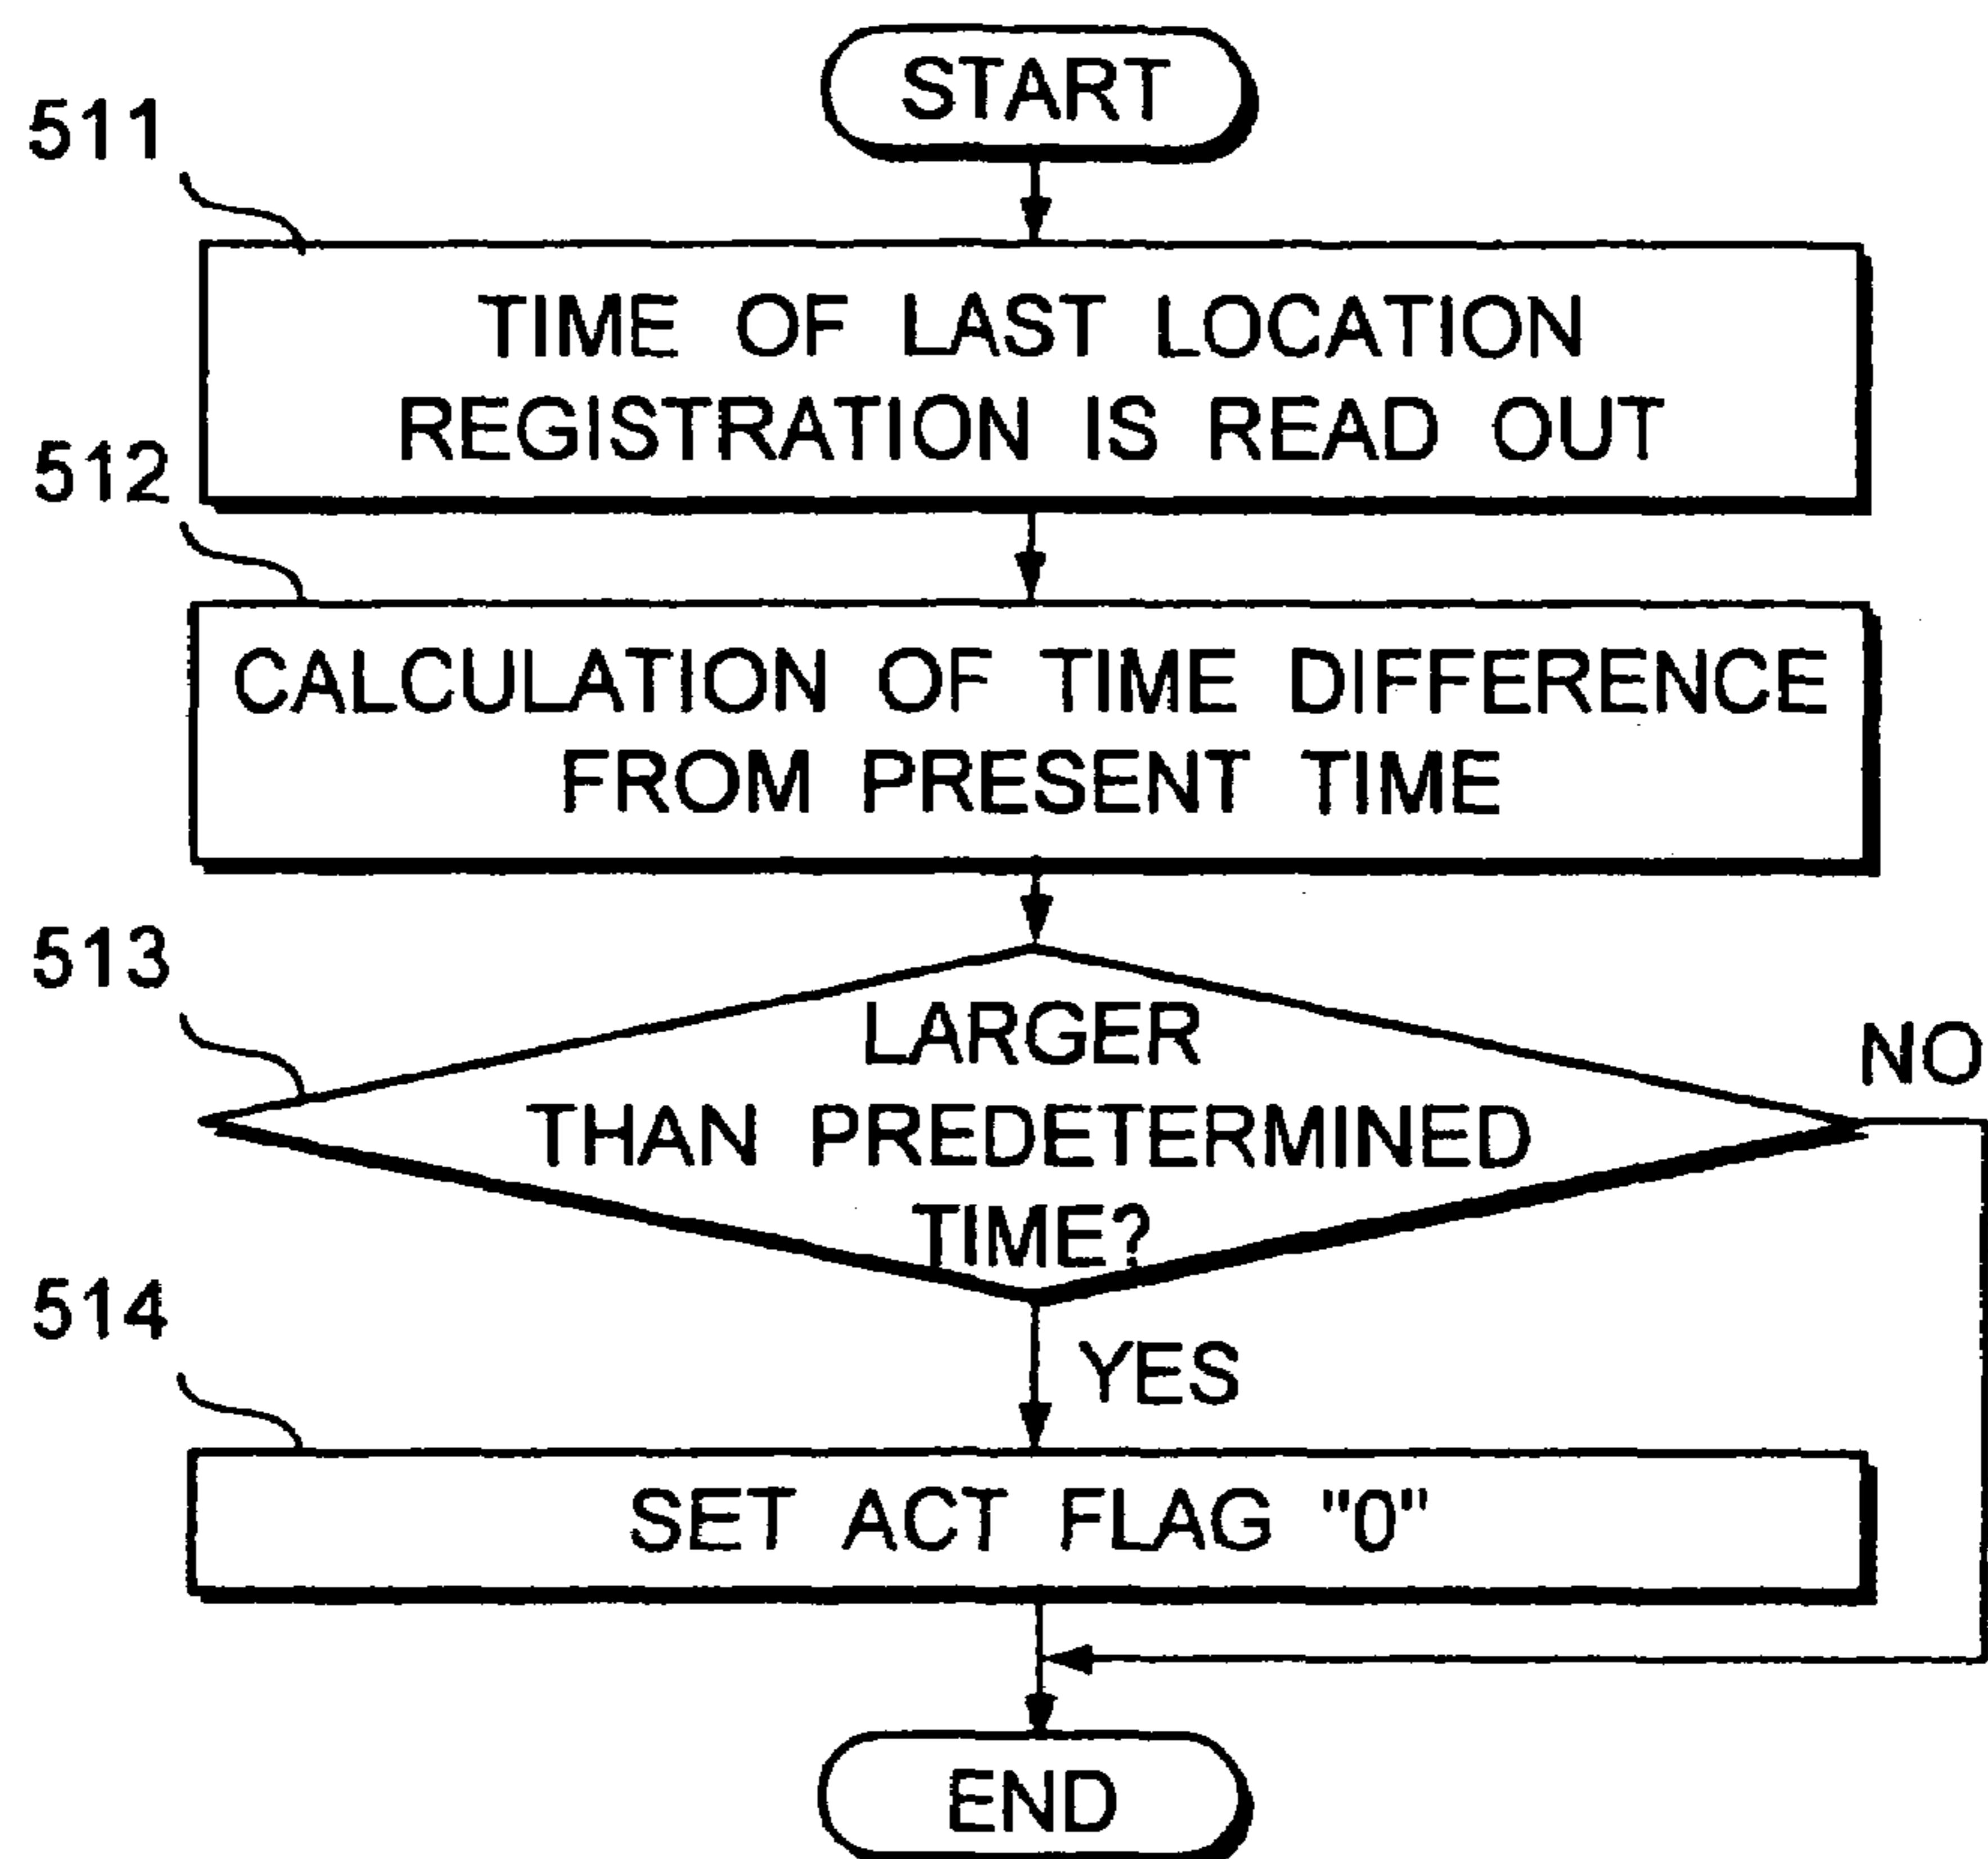 START
511
TIME OF LAST LOCATION
REGISTRATION IS READ OUT
512
CALCULATION OF TIME DIFFERENCE
FROM PRESENT TIME
513
LARGER
THAN PREDETERMINED
TIME?
NO
YES
514
SET ACT FLAG "0"
END